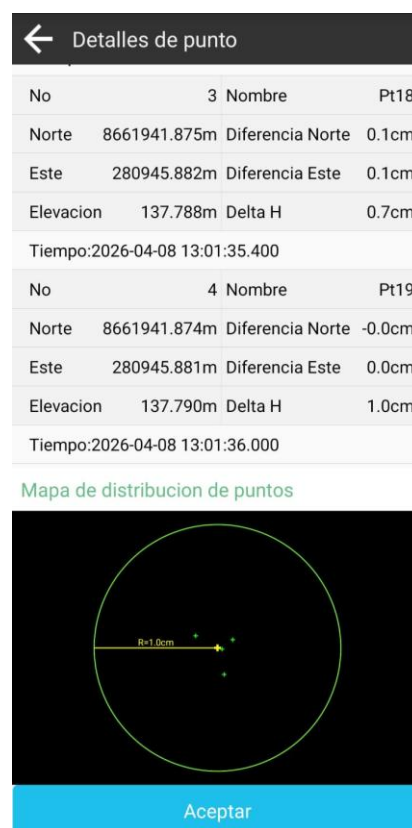 Detalles de punto
No 3 Nombre Pt18
Norte 8661941.875m Diferencia Norte 0.1cm
Este 280945.882m Diferencia Este 0.1cm
Elevacion 137.788m Delta H 0.7cm
Tiempo:2026-04-08 13:01:35.400
No 4 Nombre Pt19
Norte 8661941.874m Diferencia Norte -0.0cm
Este 280945.881m Diferencia Este 0.0cm
Elevacion 137.790m Delta H 1.0cm
Tiempo:2026-04-08 13:01:36.000
Mapa de distribucion de puntos
R=1.0cm
Aceptar